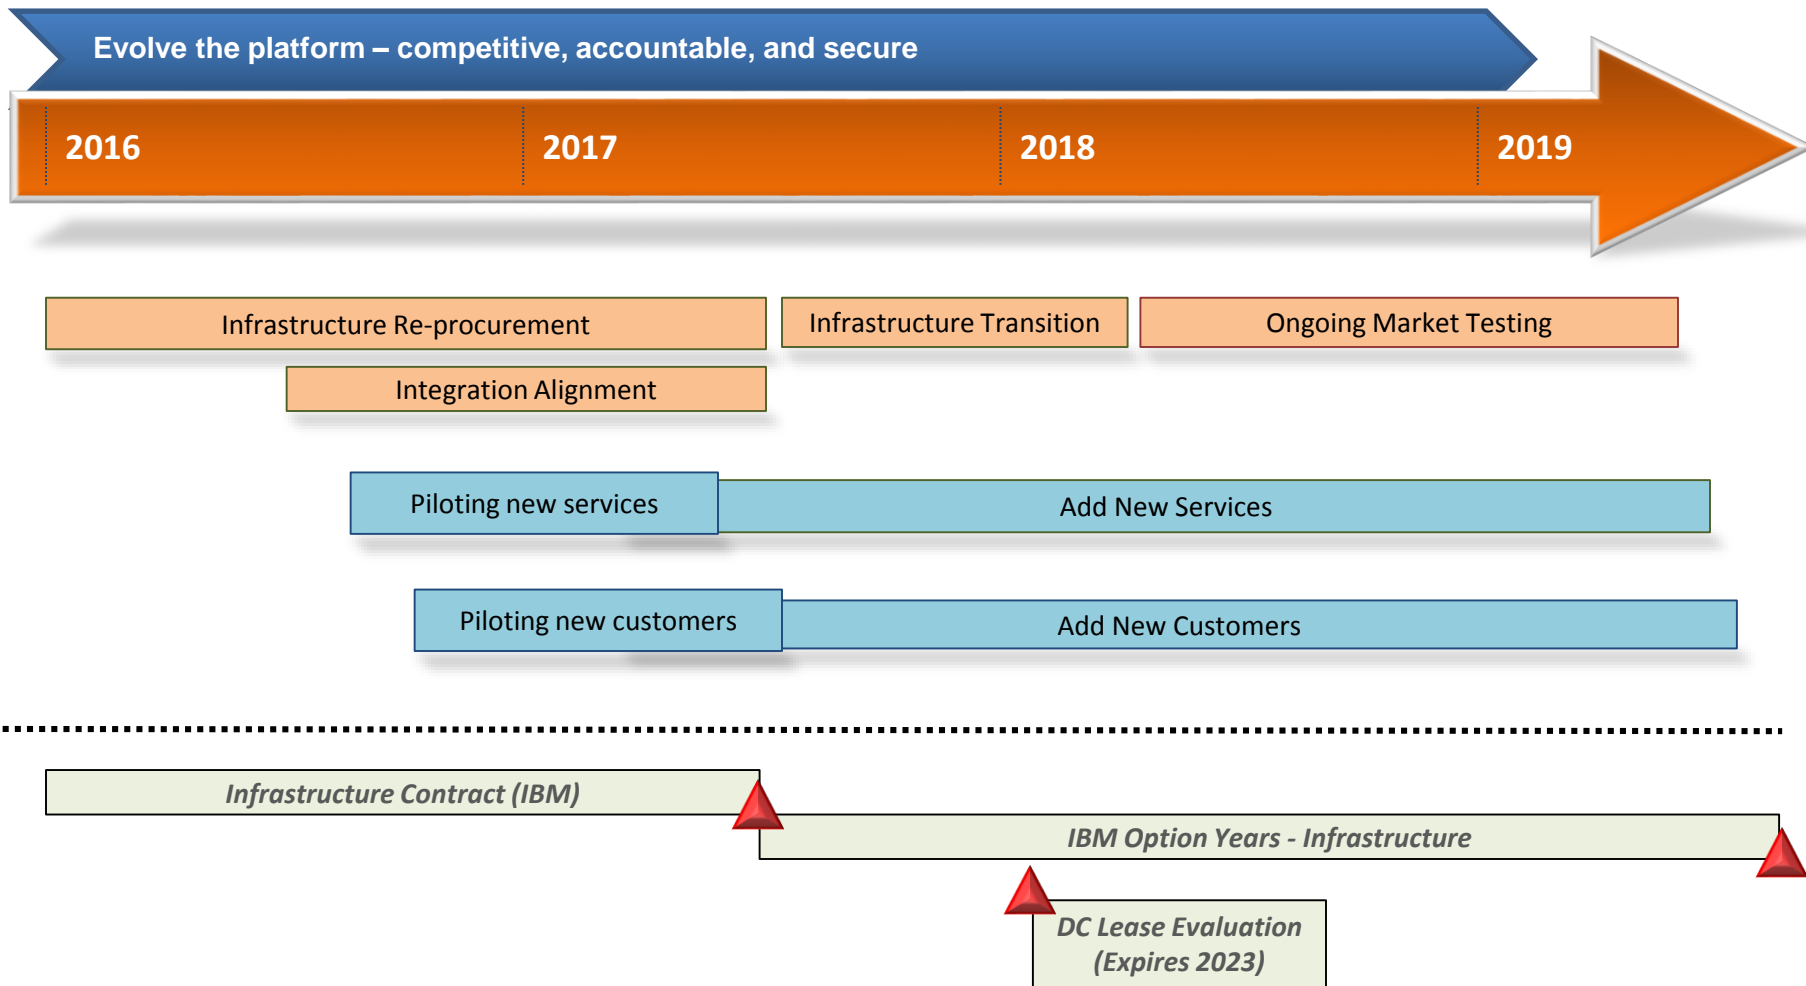 Evolve the platform – competitive, accountable, and secure
2016 2017 2018 2019
Infrastructure Re-procurement Infrastructure Transition Ongoing Market Testing
Integration Alignment
Piloting new services Add New Services
Piloting new customers Add New Customers
Infrastructure Contract (IBM)
IBM Option Years - Infrastructure
DC Lease Evaluation
(Expires 2023)